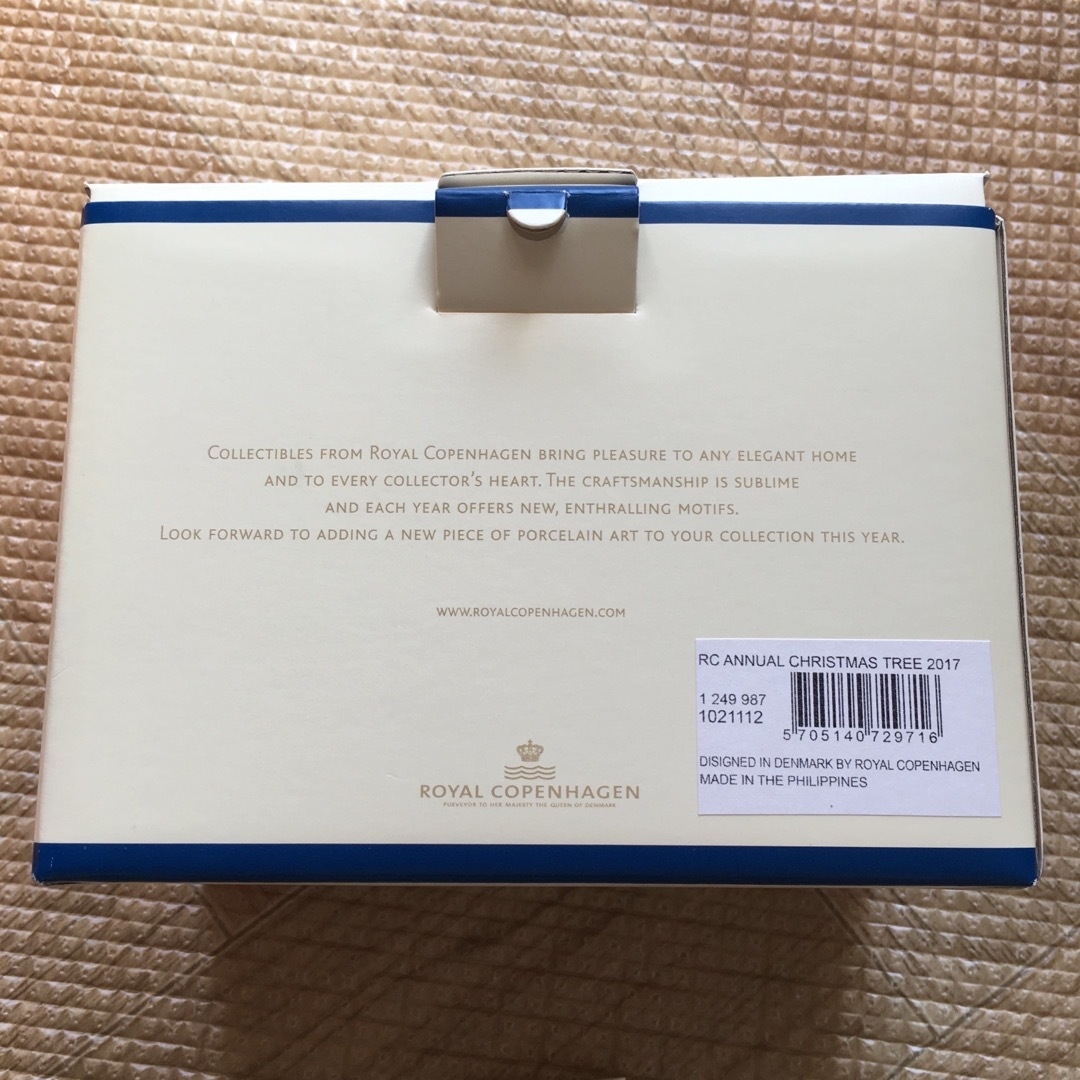 Collectibles from Royal Copenhagen bring pleasure to any elegant home
and to every collector's heart. The craftsmanship is sublime
and each year offers new, enthralling motifs.
Look forward to adding a new piece of porcelain art to your collection this year.
www.royalcopenhagen.com
RC ANNUAL CHRISTMAS TREE 2017
1 249 987
1021112
5 705140 729716
DISIGNED IN DENMARK BY ROYAL COPENHAGEN
MADE IN THE PHILIPPINES
ROYAL COPENHAGEN
PURVEYOR TO HER MAJESTY THE QUEEN OF DENMARK